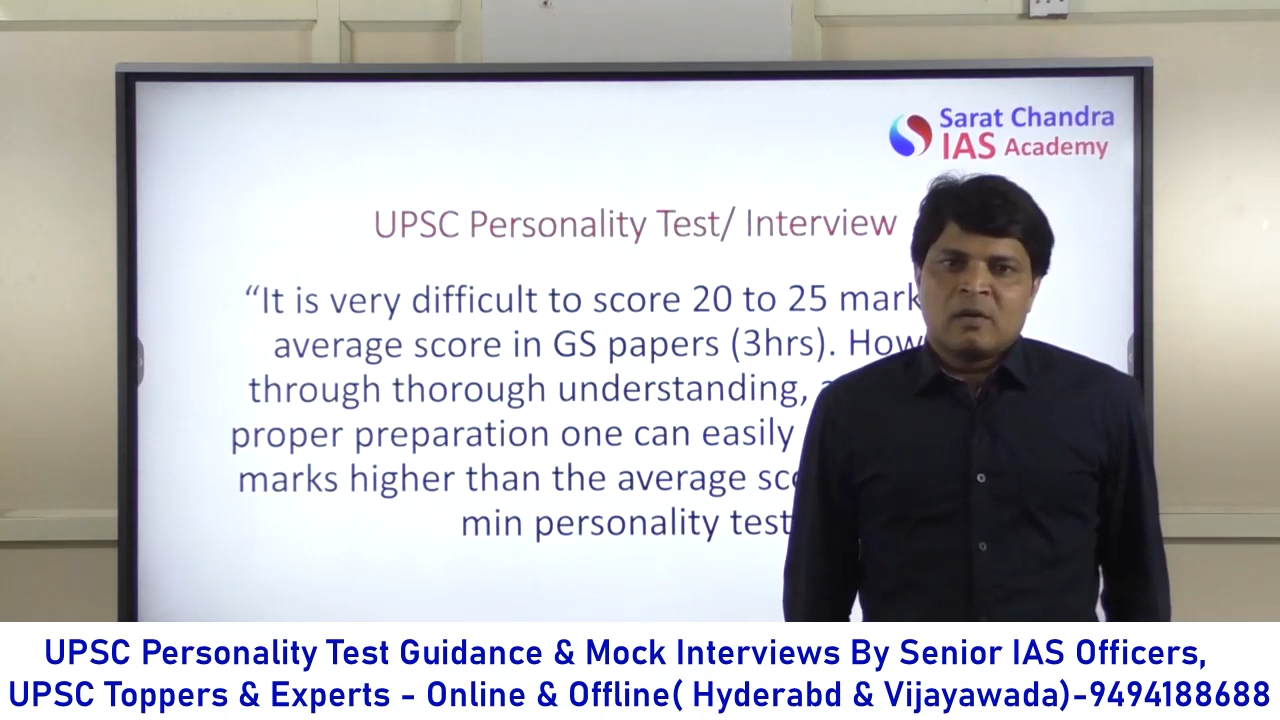 Sarat Chandra
IAS Academy
UPSC Personality Test/ Interview
“It is very difficult to score 20 to 25
average score in GS papers (3hrs).
through thorough understanding,
proper preparation one can easily
marks higher than the average
min personality test
UPSC Personality Test Guidance & Mock Interviews By Senior IAS Officers,
UPSC Toppers & Experts - Online & Offline( Hyderabd & Vijayawada)-9494188688